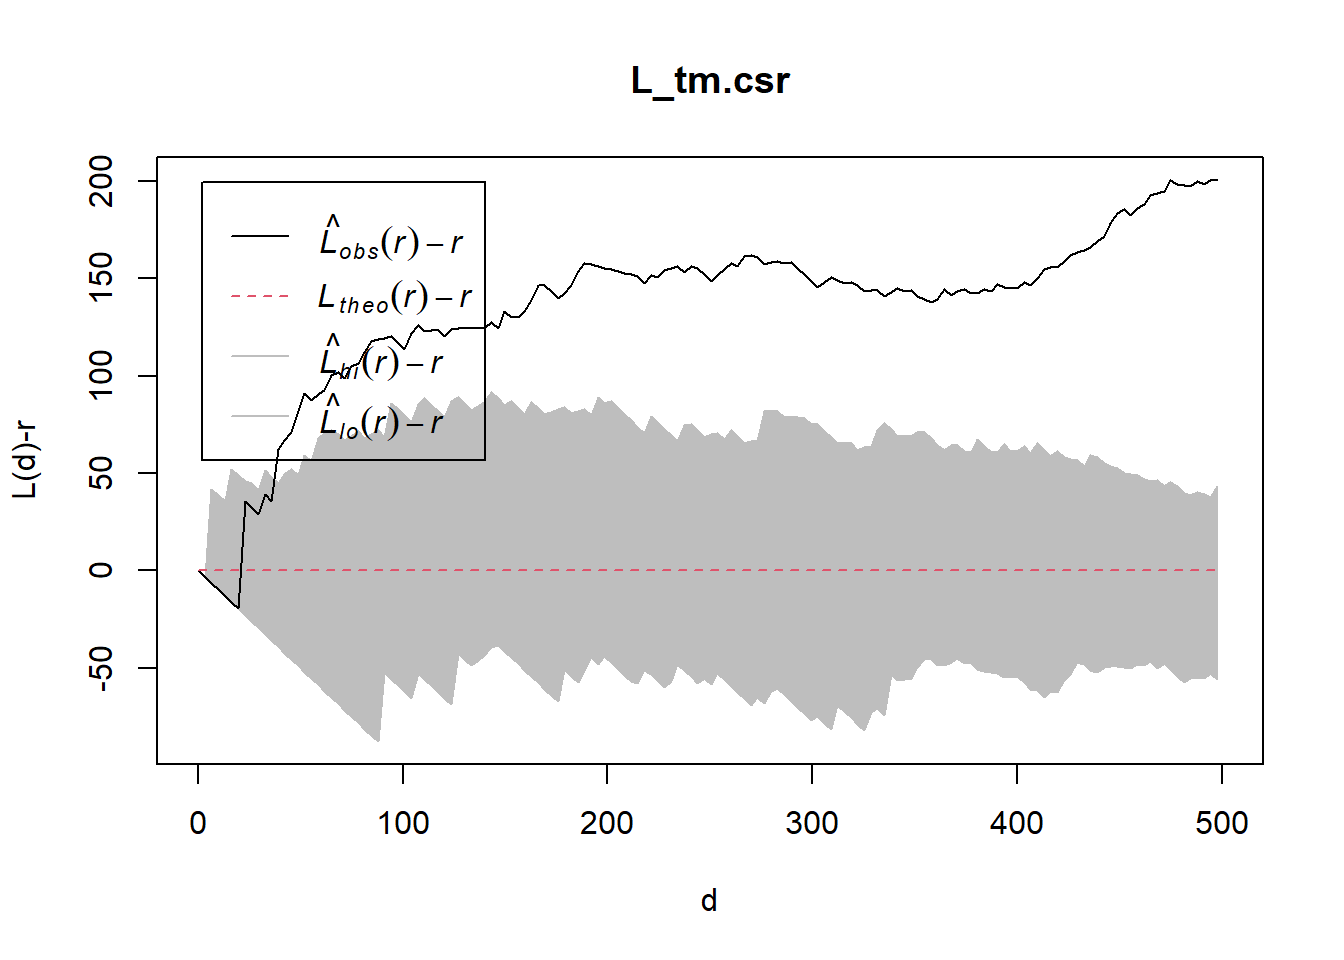 L_tm.csr
L̂obs(r) − r
Ltheo(r) − r
L̂hi(r) − r
L̂lo(r) − r
L(d)-r
200
150
100
50
0
-50
0 100 200 300 400 500
d